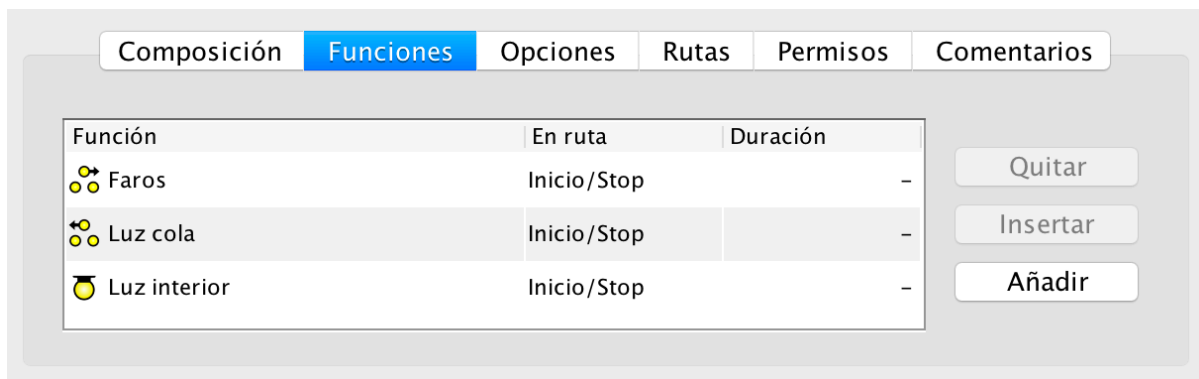 Composición Funciones Opciones Rutas Permisos Comentarios
Función En ruta Duración
Faros Inicio/Stop –
Luz cola Inicio/Stop –
Luz interior Inicio/Stop –
Quitar
Insertar
Añadir